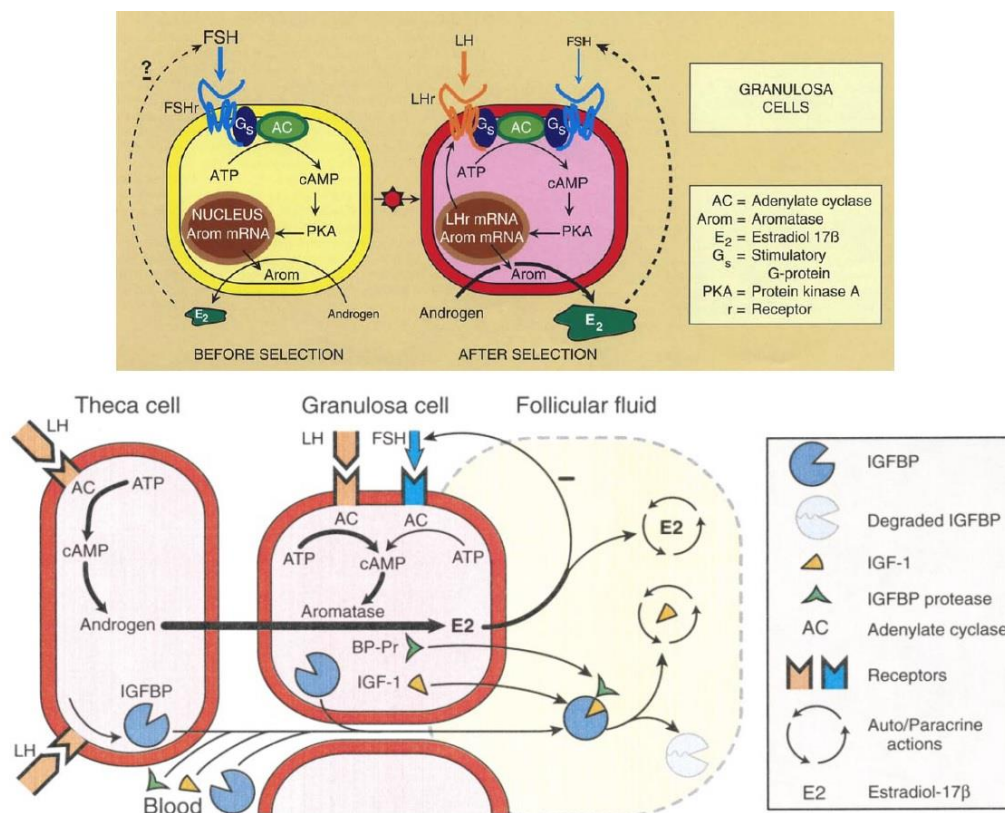 FSH
?
-
FSHr
Gs
AC
ATP
cAMP
NUCLEUS
Arom mRNA
PKA
Arom
E2
Androgen
BEFORE SELECTION
LH
FSH
-
LHr
Gs
AC
Gs
ATP
cAMP
LHr mRNA
Arom mRNA
PKA
Arom
Androgen
E2
AFTER SELECTION
GRANULOSA
CELLS
AC = Adenylate cyclase
Arom = Aromatase
E2 = Estradiol 17β
Gs = Stimulatory
G-protein
PKA = Protein kinase A
r = Receptor
Theca cell
LH
AC
ATP
cAMP
Androgen
IGFBP
LH
Blood
Granulosa cell
LH
FSH
AC
AC
ATP
cAMP
ATP
Aromatase
E2
BP-Pr
IGF-1
Follicular fluid
-
E2
IGFBP
Degraded IGFBP
IGF-1
IGFBP protease
AC
Adenylate cyclase
Receptors
Auto/Paracrine
actions
E2
Estradiol-17β